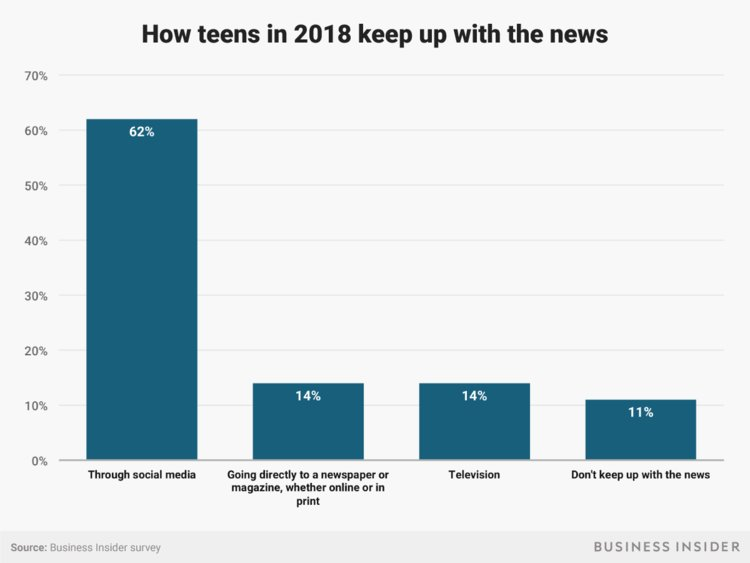 How teens in 2018 keep up with the news
70%
60%
50%
40%
30%
20%
10%
0%
62%
14%
14%
11%
Through social media
Going directly to a newspaper or
magazine, whether online or in
print
Television
Don't keep up with the news
Source: Business Insider survey
BUSINESS INSIDER